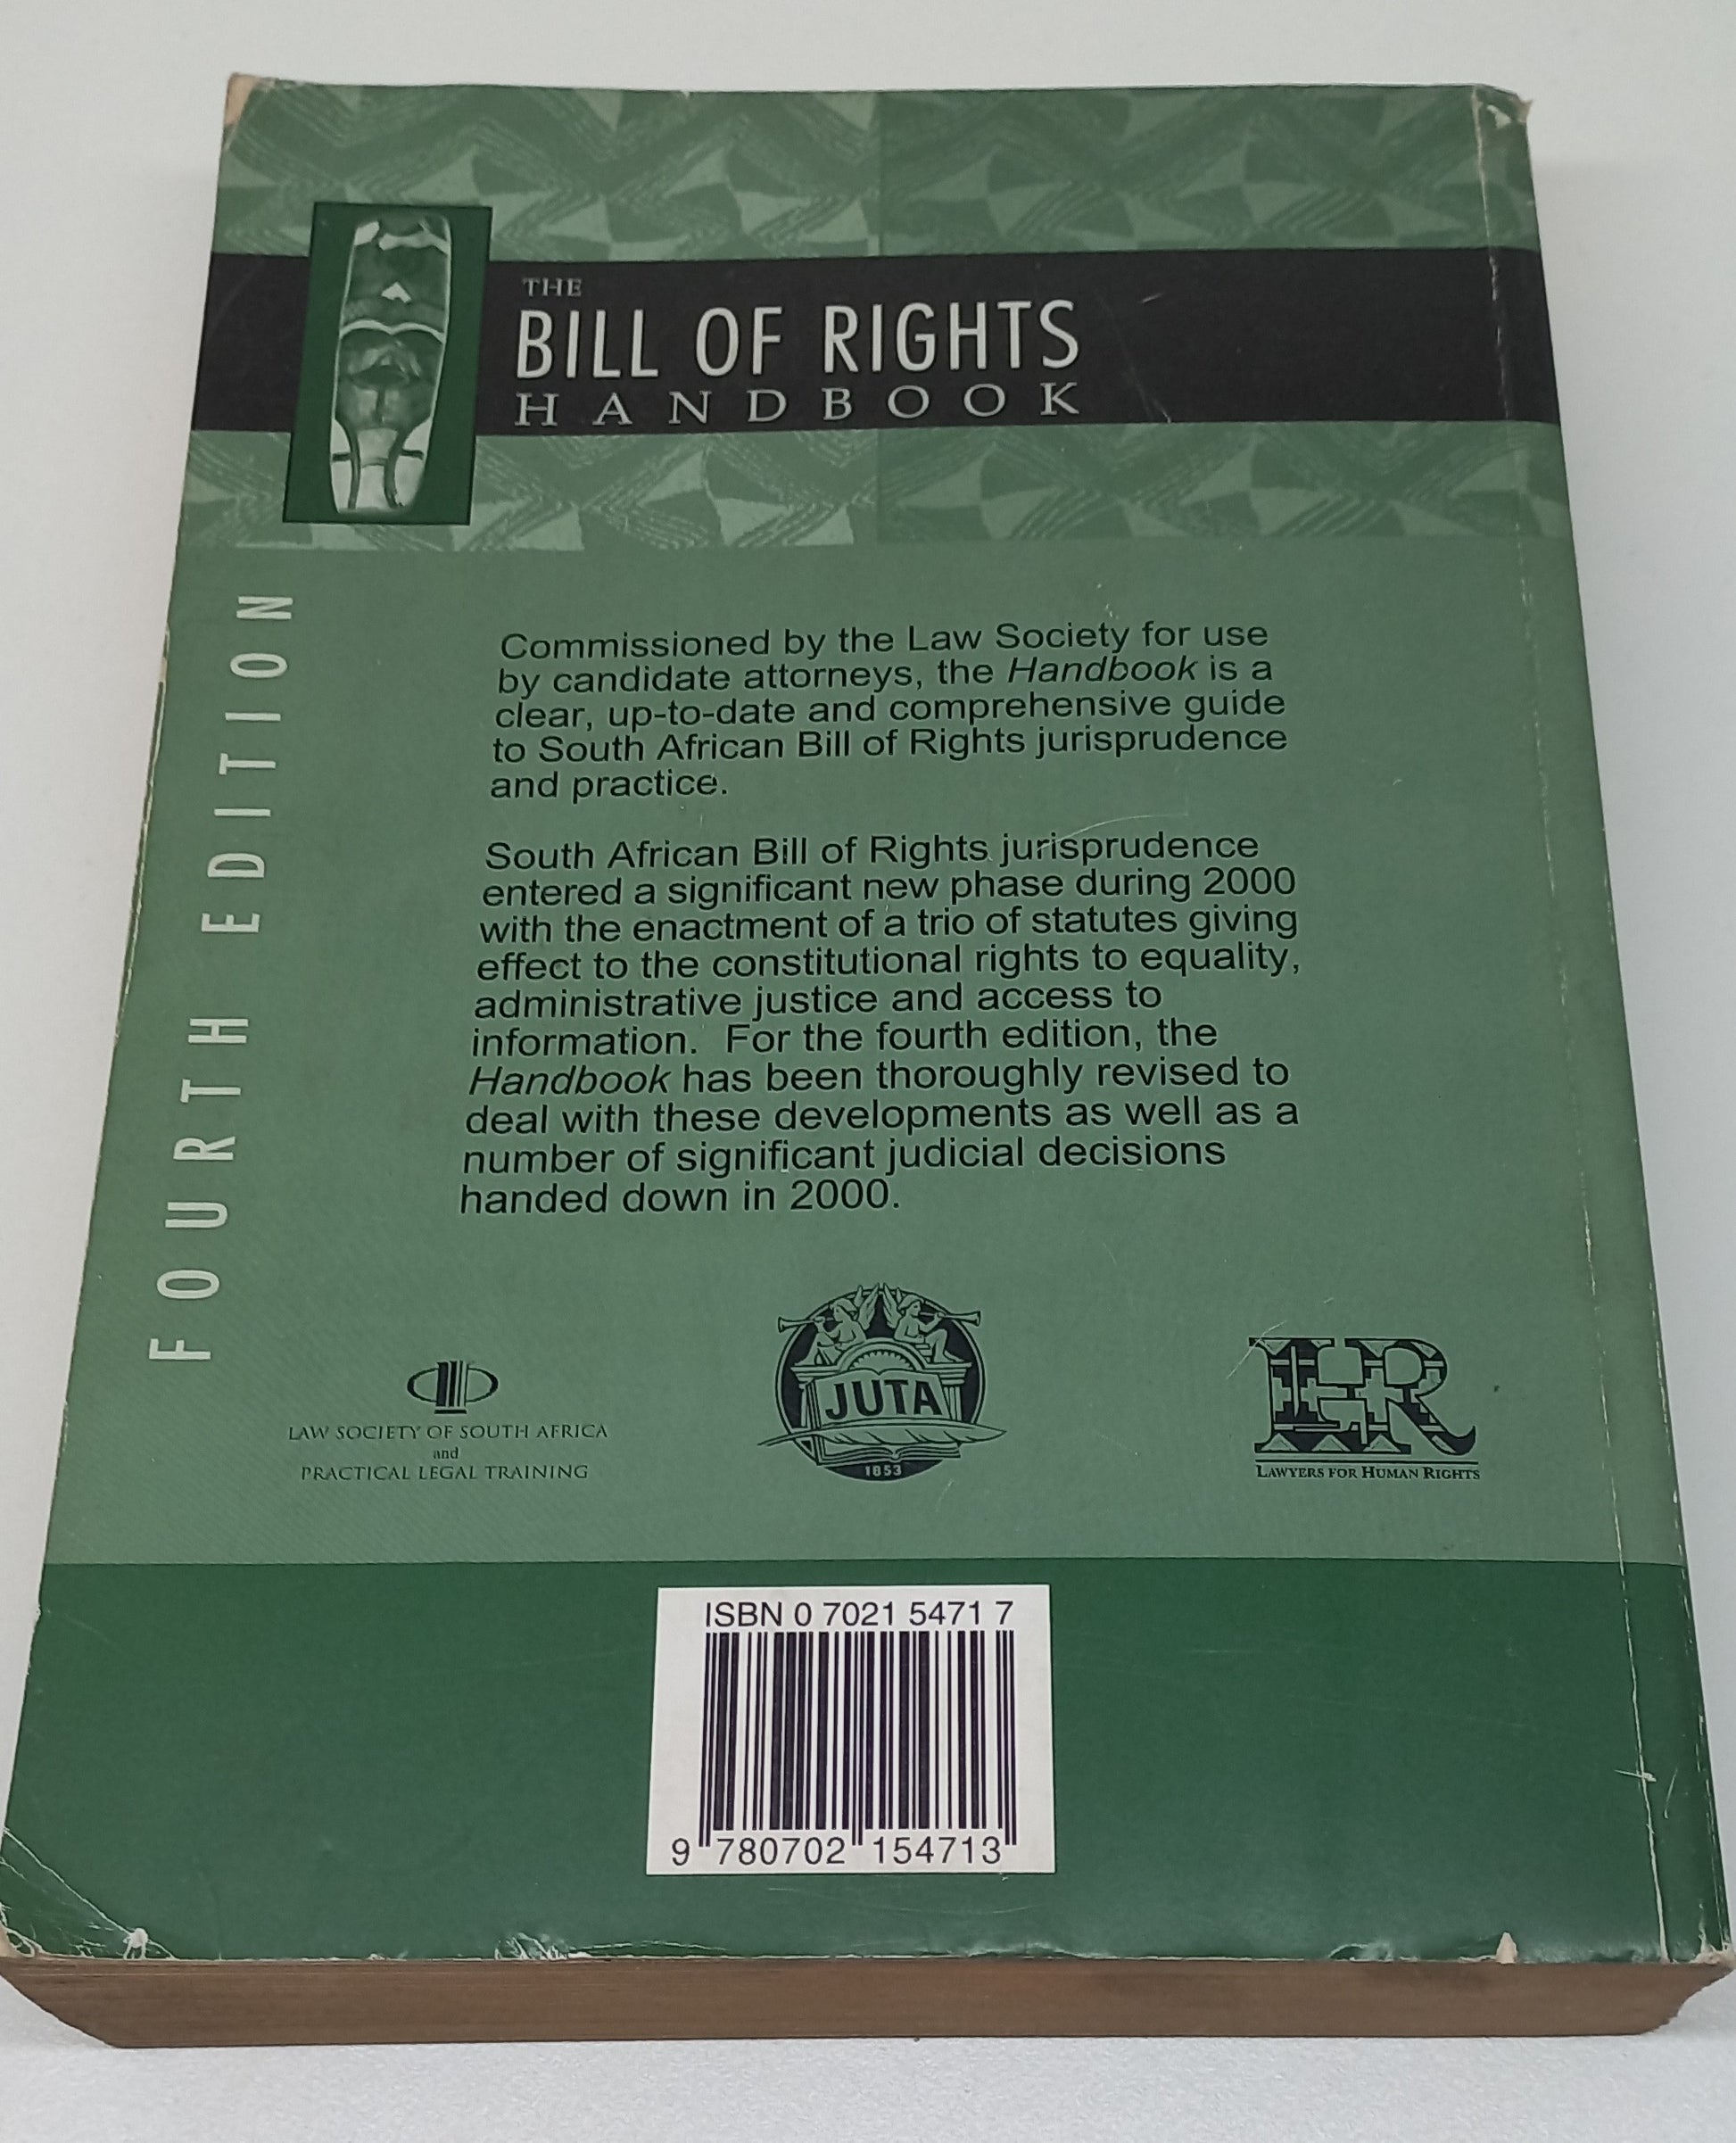 THE
BILL OF RIGHTS
HANDBOOK
FOURTH EDITION
Commissioned by the Law Society for use
by candidate attorneys, the Handbook is a
clear, up-to-date and comprehensive guide
to South African Bill of Rights jurisprudence
and practice.
South African Bill of Rights jurisprudence
entered a significant new phase during 2000
with the enactment of a trio of statutes giving
effect to the constitutional rights to equality,
administrative justice and access to
information. For the fourth edition, the
Handbook has been thoroughly revised to
deal with these developments as well as a
number of significant judicial decisions
handed down in 2000.
LAW SOCIETY OF SOUTH AFRICA
and
PRACTICAL LEGAL TRAINING
JUTA
1853
LHR
LAWYERS FOR HUMAN RIGHTS
ISBN 0 7021 5471 7
9 780702 154713